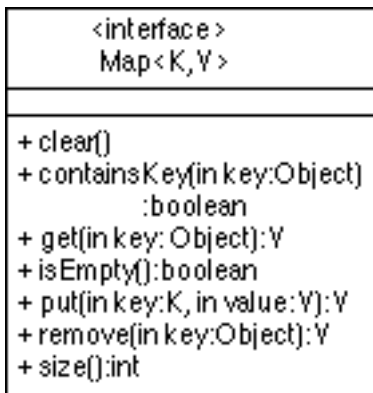 <interface>
Map<K,V>
+ clear()
+ containsKey(in key:Object)
:boolean
+ get(in key: Object):V
+ isEmpty():boolean
+ put(in key:K, in value:V):V
+ remove(in key:Object):V
+ size():int